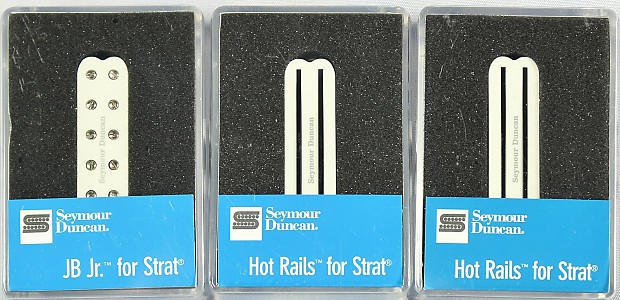 Seymour Duncan
Seymour
Duncan®
JB Jr.™ for Strat®
Seymour Duncan
Seymour
Duncan®
Hot Rails™ for Strat®
Seymour Duncan
Seymour
Duncan®
Hot Rails™ for Strat®